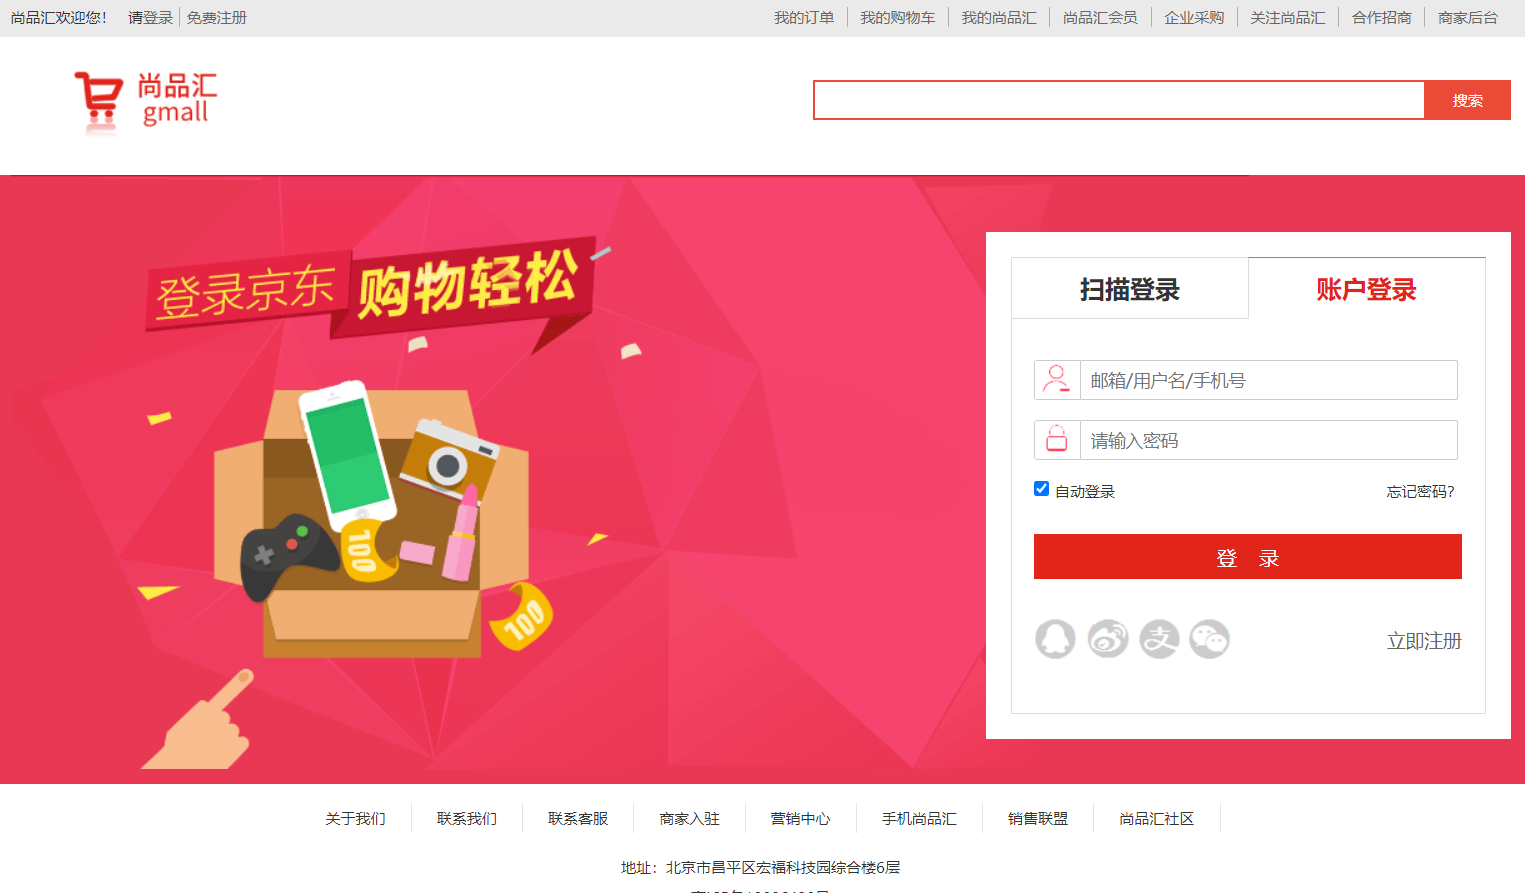 尚品汇欢迎您! 请登录 免费注册 我的订单 我的购物车 我的尚品汇 尚品汇会员 企业采购 关注尚品汇 合作招商 商家后台
尚品汇
gmall
搜索
登录京东 购物轻松
扫描登录 账户登录
邮箱/用户名/手机号
请输入密码
自动登录 忘记密码?
登 录
100
100
支
立即注册
关于我们 联系我们 联系客服 商家入驻 营销中心 手机尚品汇 销售联盟 尚品汇社区
地址：北京市昌平区宏福科技园综合楼6层